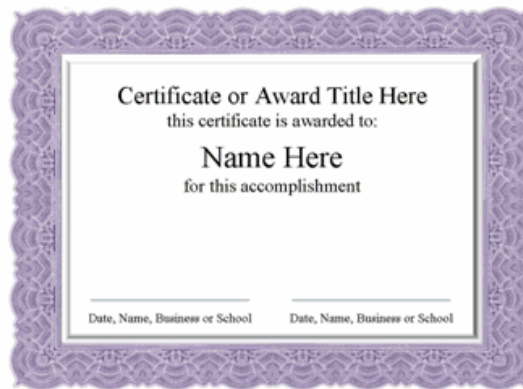 Certificate or Award Title Here
this certificate is awarded to:
Name Here
for this accomplishment
Date, Name, Business or School
Date, Name, Business or School